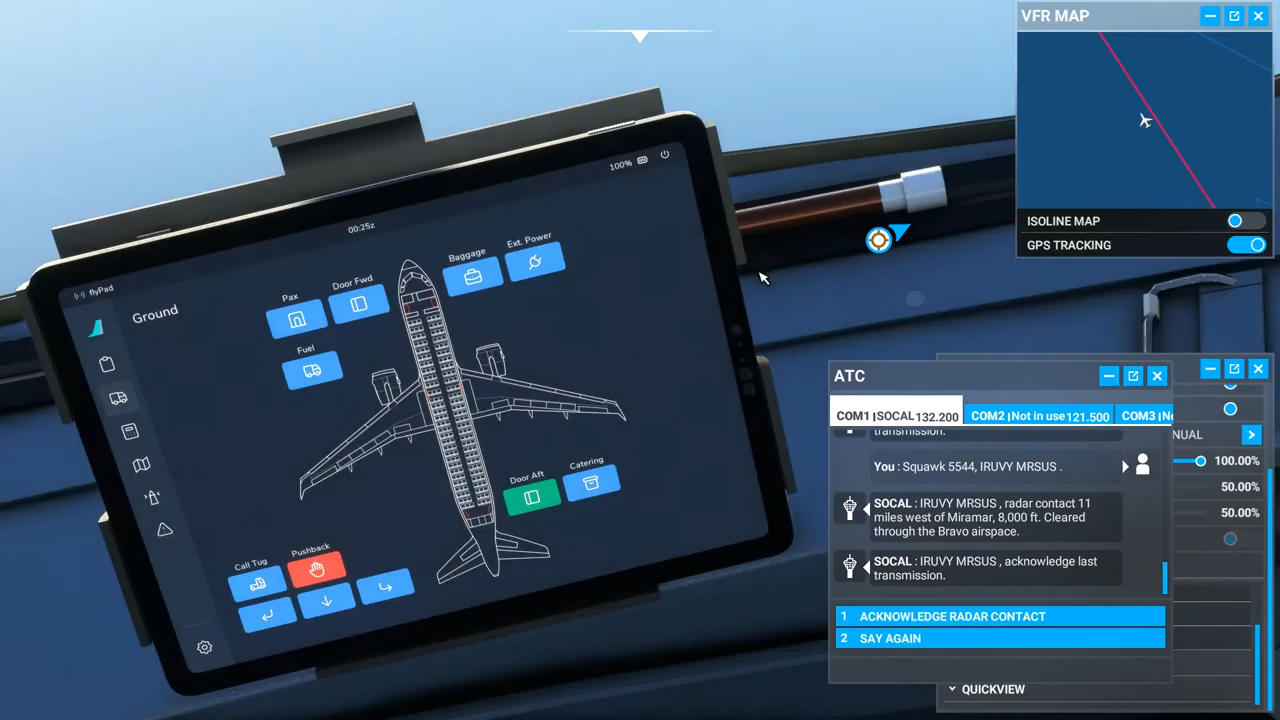 VFR MAP
ISOLINE MAP
GPS TRACKING
100%
00:25z
flyPad
Ground
Pax
Door Fwd
Baggage
Ext. Power
Fuel
Door Aft
Catering
Call Tug
Pushback
ATC
COM1 | SOCAL 132.200
COM2 | Not in use 121.500
COM3 | No
transmission.
You : Squawk 5544, IRUVY MRSUS .
SOCAL : IRUVY MRSUS , radar contact 11
miles west of Miramar, 8,000 ft. Cleared
through the Bravo airspace.
SOCAL : IRUVY MRSUS , acknowledge last
transmission.
1 ACKNOWLEDGE RADAR CONTACT
2 SAY AGAIN
NUAL
100.00%
50.00%
50.00%
QUICKVIEW